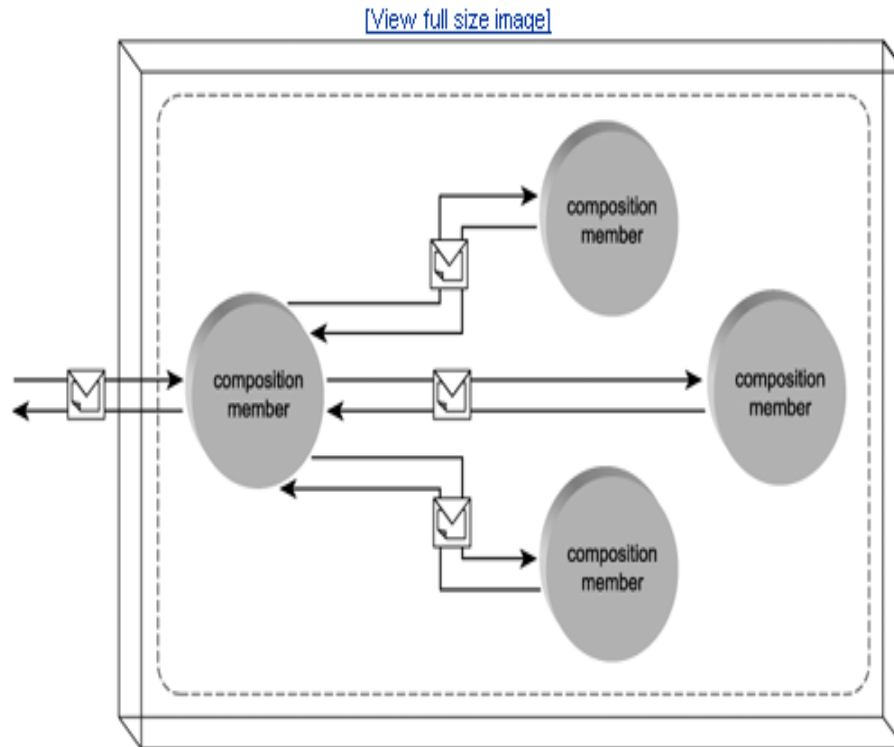 [View full size image]
composition
member
composition
member
composition
member
composition
member